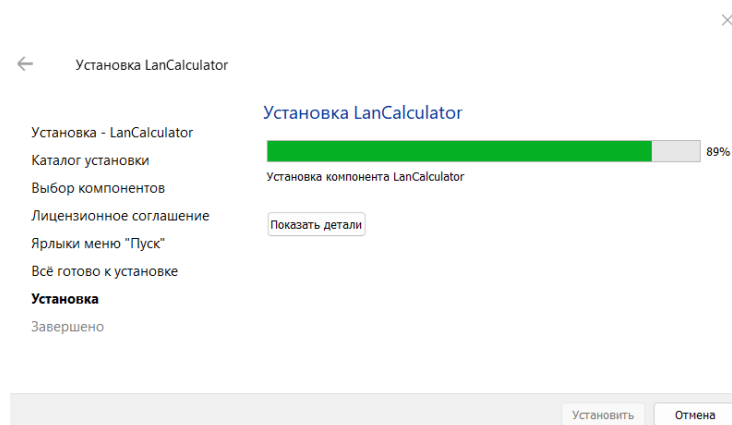 Установка LanCalculator
Установка - LanCalculator
Каталог установки
Выбор компонентов
Лицензионное соглашение
Ярлыки меню "Пуск"
Всё готово к установке
Установка
Завершено
Установка LanCalculator
89%
Установка компонента LanCalculator
Показать детали
Установить
Отмена